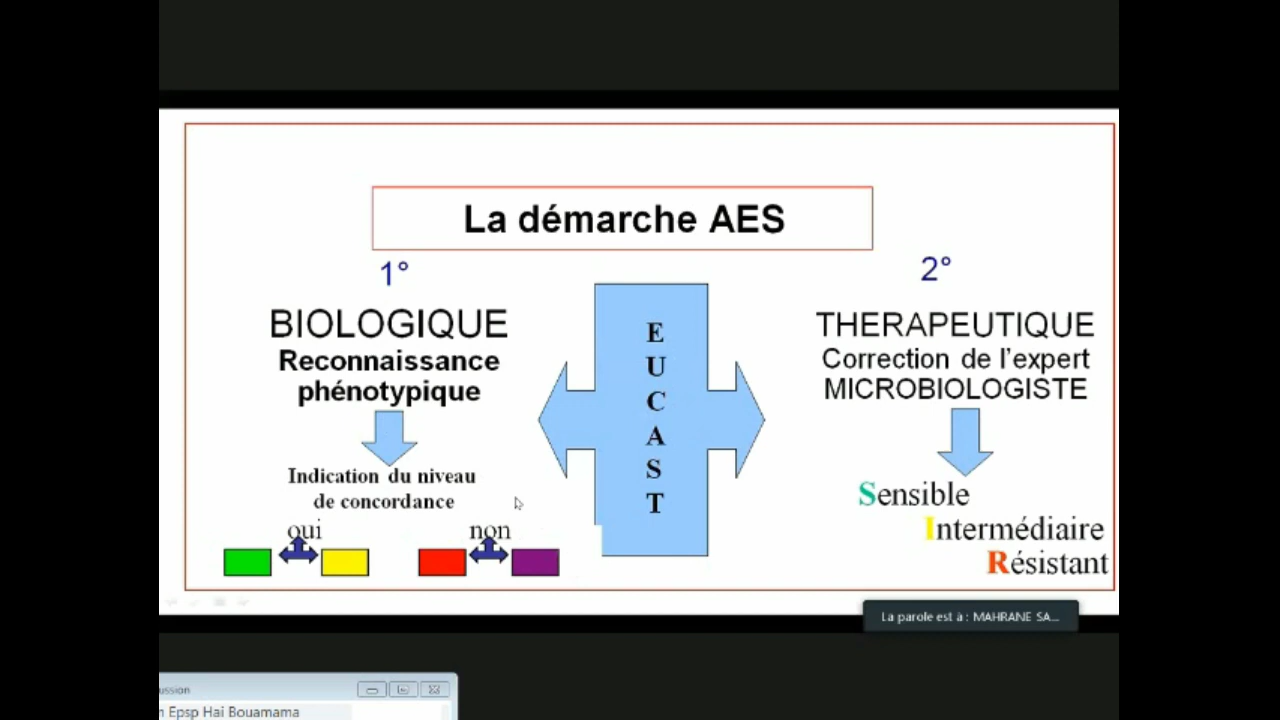 La démarche AES
1°
BIOLOGIQUE
Reconnaissance
phénotypique
Indication du niveau
de concordance
oui
non
E
U
C
A
S
T
2°
THERAPEUTIQUE
Correction de l'expert
MICROBIOLOGISTE
Sensible
Intermédiaire
Résistant
La parole est à : MAHRANE SA...
ussion
n Epsp Hai Bouamama